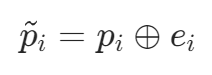 p̃ᵢ = pᵢ ⊕ eᵢ